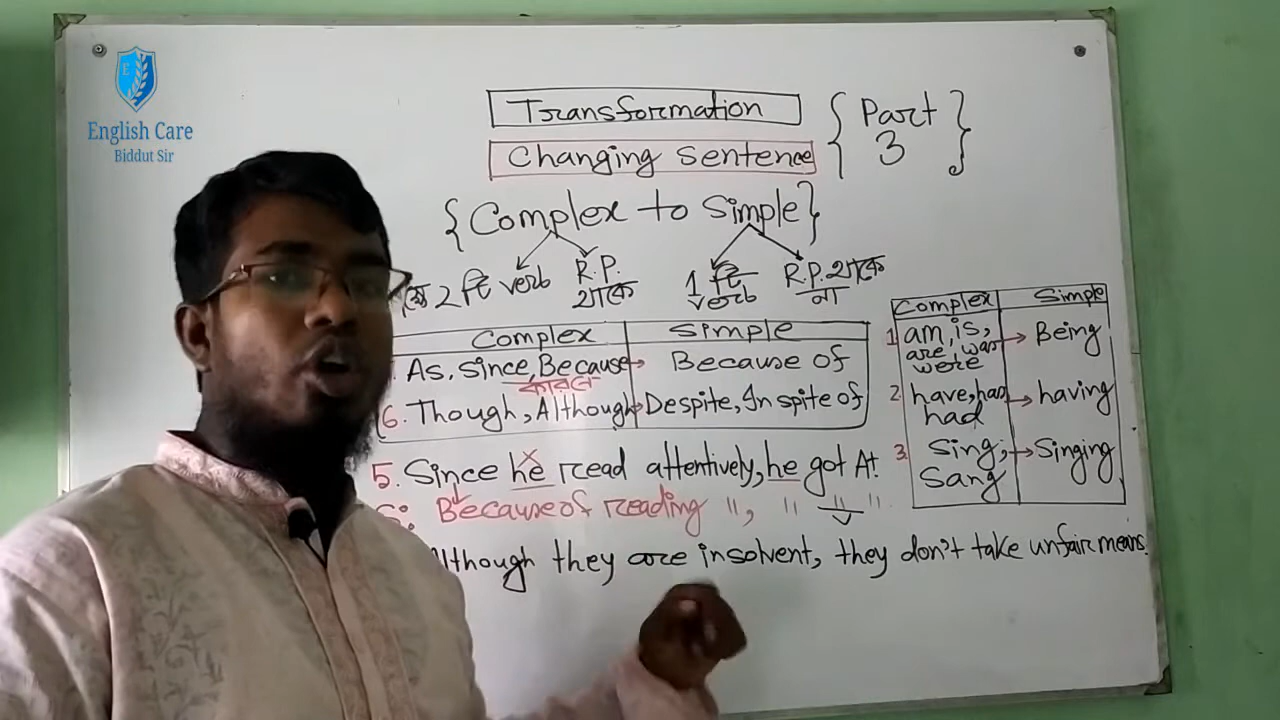 English Care
Biddut Sir
Transformation
Changing Sentence
{ Part 3 }
{Complex to Simple}
2 টি verb
R.P. থাকে
1 টি verb
R.P. থাকে না
Complex Simple
As, Since, Because → Because of
কারনে
6. Though, Although → Despite, In spite of
5. Since he read attentively, he got A+.
S: Because of reading ", " " "
Although they are insolvent, they don't take unfair means.
Complex Simple
1 am, is, are, was were → Being
2. have, has had → having
3. Sing, Sang → Singing